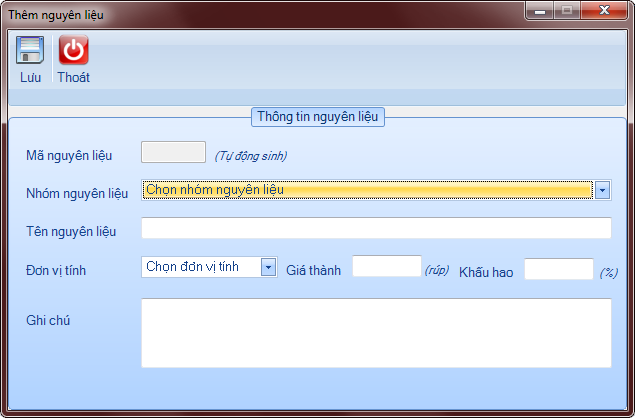 Thêm nguyên liệu
Lưu Thoát
Thông tin nguyên liệu
Mã nguyên liệu (Tự động sinh)
Nhóm nguyên liệu Chọn nhóm nguyên liệu
Tên nguyên liệu
Đơn vị tính Chọn đơn vị tính Giá thành (rúp) Khấu hao (%)
Ghi chú